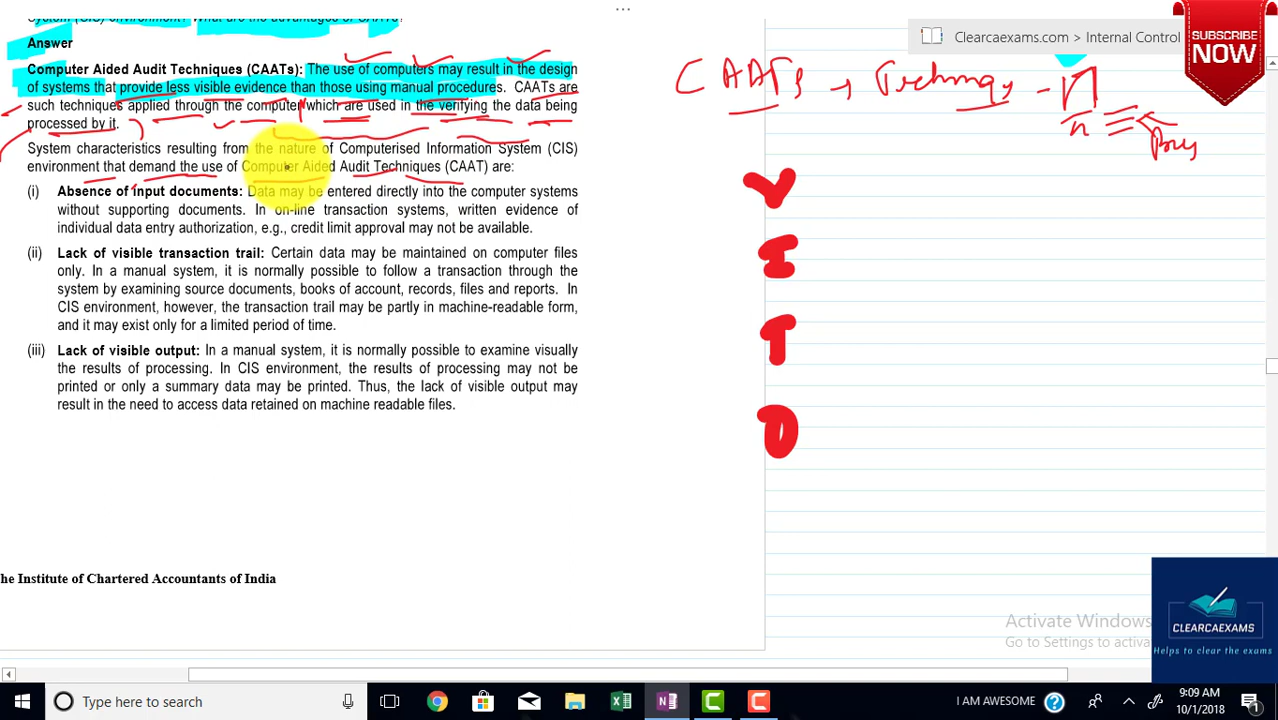 System (CIS) environment? What are the advantages of CAATs?
Answer
Computer Aided Audit Techniques (CAATs): The use of computers may result in the design
of systems that provide less visible evidence than those using manual procedures. CAATs are
such techniques applied through the computer which are used in the verifying the data being
processed by it.
System characteristics resulting from the nature of Computerised Information System (CIS)
environment that demand the use of Computer Aided Audit Techniques (CAAT) are:
(i) Absence of input documents: Data may be entered directly into the computer systems
without supporting documents. In on-line transaction systems, written evidence of
individual data entry authorization, e.g., credit limit approval may not be available.
(ii) Lack of visible transaction trail: Certain data may be maintained on computer files
only. In a manual system, it is normally possible to follow a transaction through the
system by examining source documents, books of account, records, files and reports. In
CIS environment, however, the transaction trail may be partly in machine-readable form,
and it may exist only for a limited period of time.
(iii) Lack of visible output: In a manual system, it is normally possible to examine visually
the results of processing. In CIS environment, the results of processing may not be
printed or only a summary data may be printed. Thus, the lack of visible output may
result in the need to access data retained on machine readable files.
he Institute of Chartered Accountants of India
Clearcaexams.com > Internal Control
SUBSCRIBE
NOW
CAATs
V
I
T
O
Activate Windows
Go to Settings to activa
CLEARCAEXAMS
Helps to clear the exams
Type here to search
I AM AWESOME
9:09 AM
10/1/2018